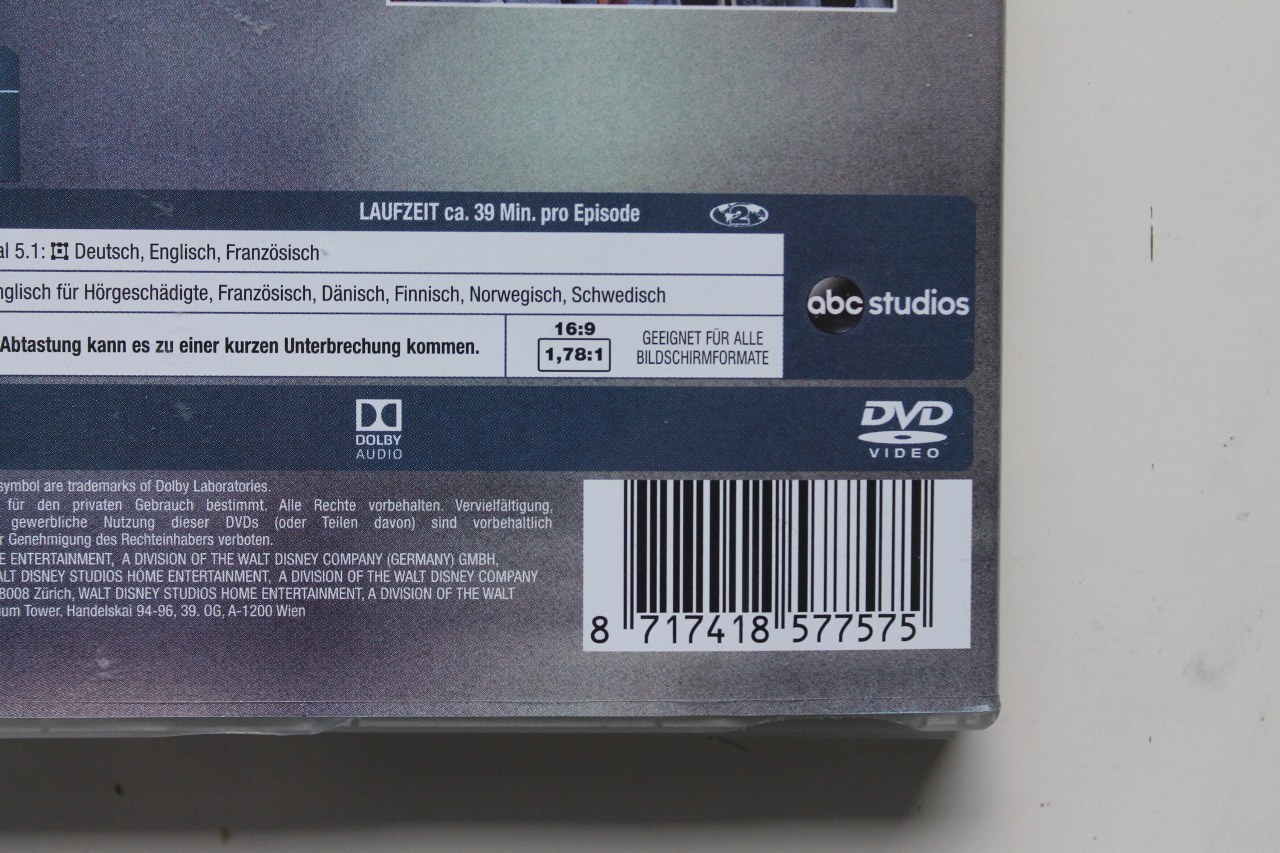 LAUFZEIT ca. 39 Min. pro Episode
2
al 5.1: Deutsch, Englisch, Französisch
nglisch für Hörgeschädigte, Französisch, Dänisch, Finnisch, Norwegisch, Schwedisch
Abtastung kann es zu einer kurzen Unterbrechung kommen.
16:9
1,78:1
GEEIGNET FÜR ALLE
BILDSCHIRMFORMATE
abc studios
DOLBY
AUDIO
DVD
VIDEO
symbol are trademarks of Dolby Laboratories.
für den privaten Gebrauch bestimmt. Alle Rechte vorbehalten. Vervielfältigung,
gewerbliche Nutzung dieser DVDs (oder Teilen davon) sind vorbehaltlich
r Genehmigung des Rechteinhabers verboten.
E ENTERTAINMENT, A DIVISION OF THE WALT DISNEY COMPANY (GERMANY) GMBH,
ALT DISNEY STUDIOS HOME ENTERTAINMENT, A DIVISION OF THE WALT DISNEY COMPANY
8008 Zürich, WALT DISNEY STUDIOS HOME ENTERTAINMENT, A DIVISION OF THE WALT
ium Tower, Handelskai 94-96, 39. OG, A-1200 Wien
8 717418 577575